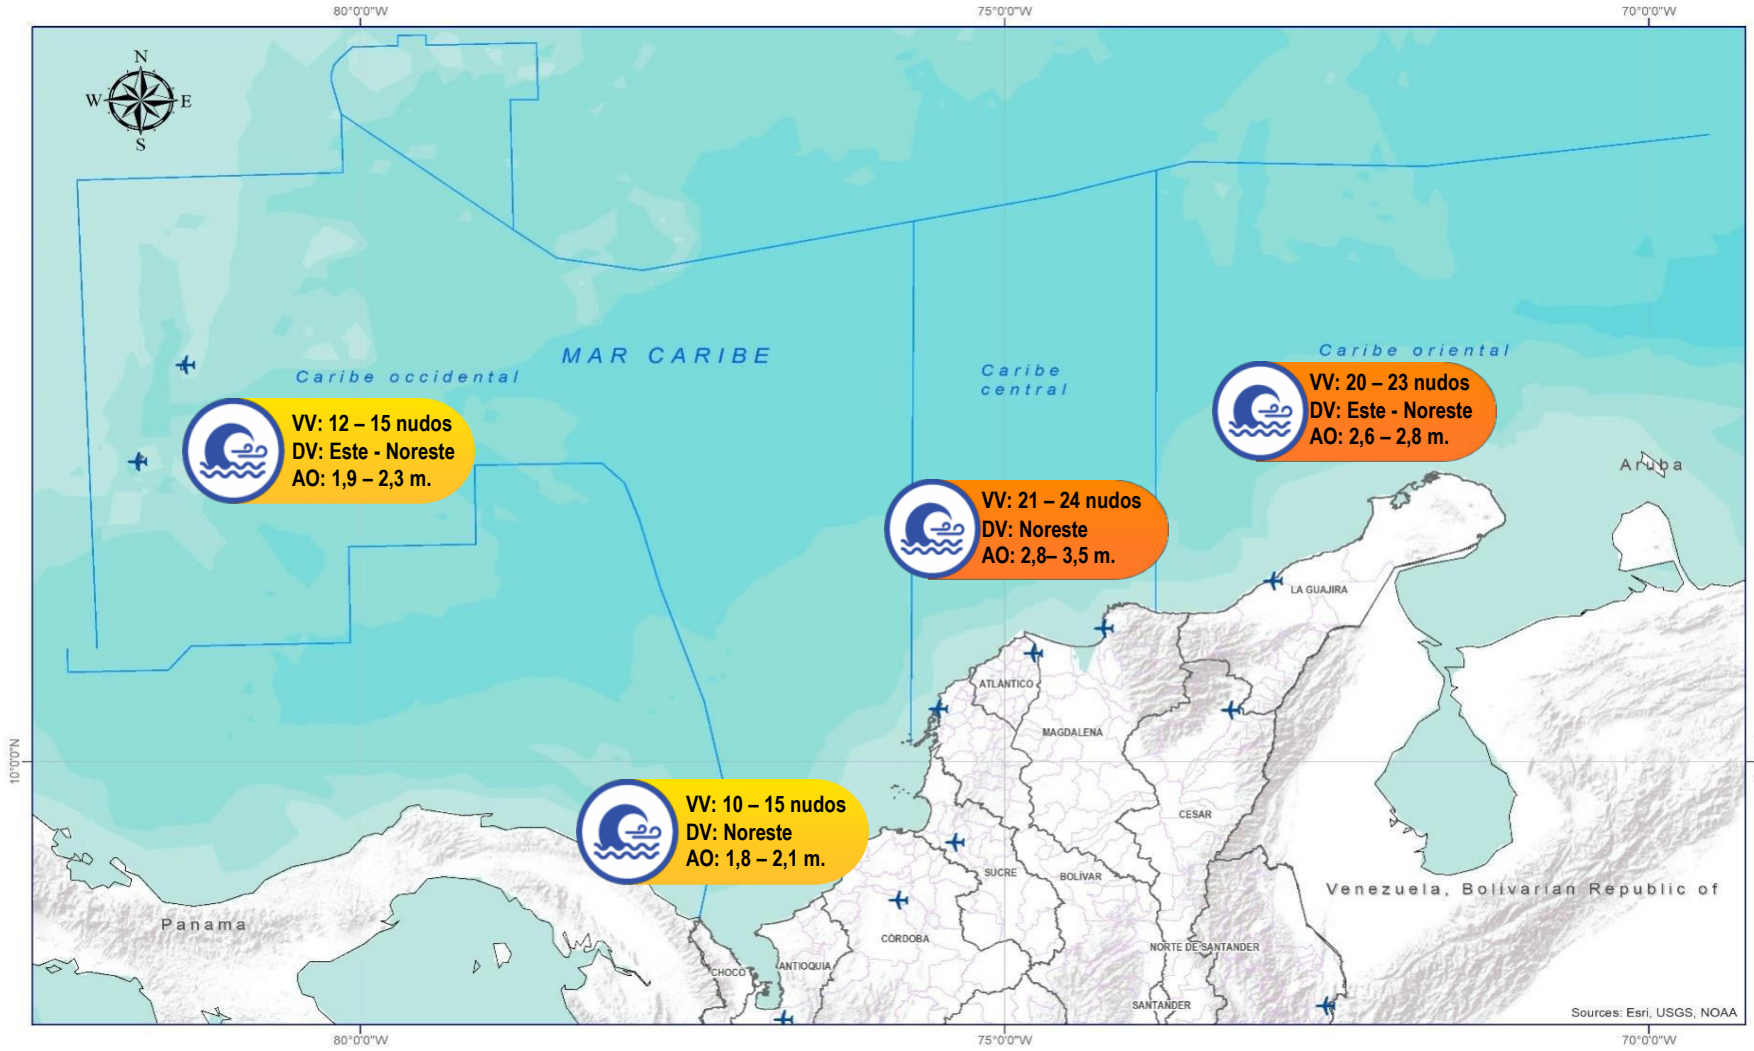 80°0'0"W
75°0'0"W
70°0'0"W
N
W
E
S
MAR CARIBE
Caribe occidental
Caribe
central
Caribe oriental
VV: 20 – 23 nudos
DV: Este - Noreste
AO: 2,6 – 2,8 m.
VV: 12 – 15 nudos
DV: Este - Noreste
AO: 1,9 – 2,3 m.
Aruba
VV: 21 – 24 nudos
DV: Noreste
AO: 2,8– 3,5 m.
LA GUAJIRA
ATLÁNTICO
MAGDALENA
10°0'0"N
VV: 10 – 15 nudos
DV: Noreste
AO: 1,8 – 2,1 m.
CESAR
SUCRE
BOLÍVAR
Venezuela, Bolivarian Republic of
Panama
CÓRDOBA
NORTE DE SANTANDER
CHOCÓ
ANTIOQUIA
SANTANDER
Sources: Esri, USGS, NOAA
80°0'0"W
75°0'0"W
70°0'0"W